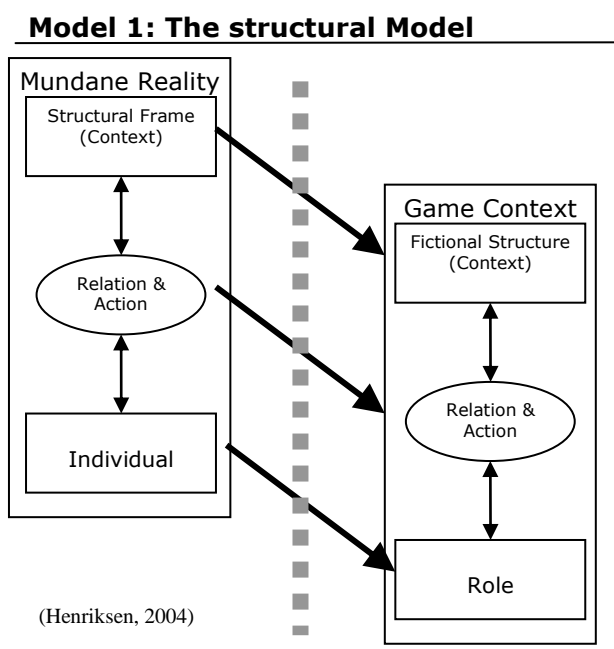 Model 1: The structural Model
Mundane Reality
Structural Frame
(Context)
Relation &
Action
Individual
Game Context
Fictional Structure
(Context)
Relation &
Action
Role
(Henriksen, 2004)